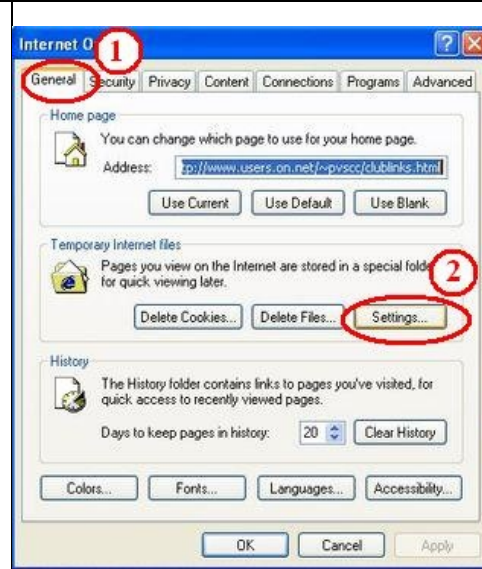 Internet O
1
General Security Privacy Content Connections Programs Advanced
Home page
You can change which page to use for your home page.
Address: tp://www.users.on.net/~pvscc/clublinks.html
Use Current Use Default Use Blank
Temporary Internet files
Pages you view on the Internet are stored in a special folde
for quick viewing later.
2
Delete Cookies... Delete Files... Settings...
History
The History folder contains links to pages you've visited, for
quick access to recently viewed pages.
Days to keep pages in history: 20 Clear History
Colors... Fonts... Languages... Accessibility...
OK Cancel Apply